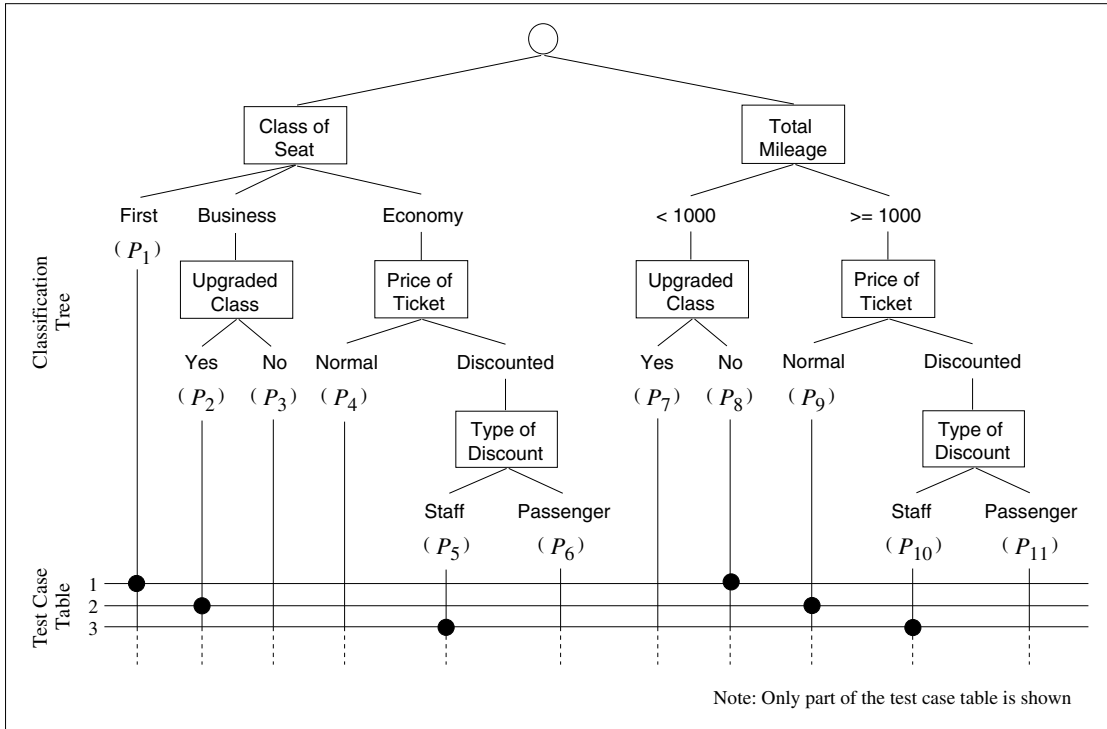 Class of
Seat
Total
Mileage
First
Business
Economy
< 1000
>= 1000
(P1)
Upgraded
Class
Price of
Ticket
Upgraded
Class
Price of
Ticket
Classification
Tree
Yes
No
Normal
Discounted
Yes
No
Normal
Discounted
(P2)
(P3)
(P4)
(P7)
(P8)
(P9)
Type of
Discount
Type of
Discount
Staff
Passenger
Staff
Passenger
(P5)
(P6)
(P10)
(P11)
Test Case
Table
1
2
3
Note: Only part of the test case table is shown